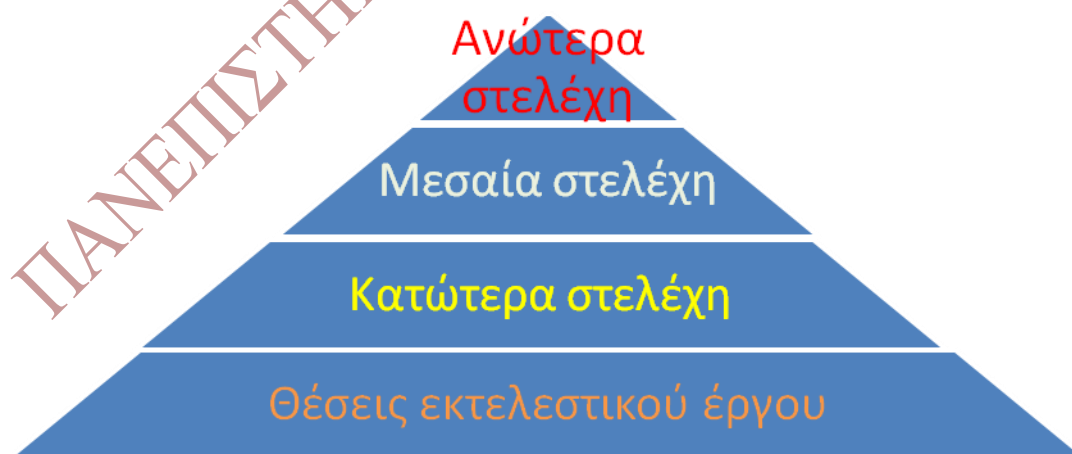 Ανώτερα
στελέχη
Μεσαία στελέχη
Κατώτερα στελέχη
Θέσεις εκτελεστικού έργου